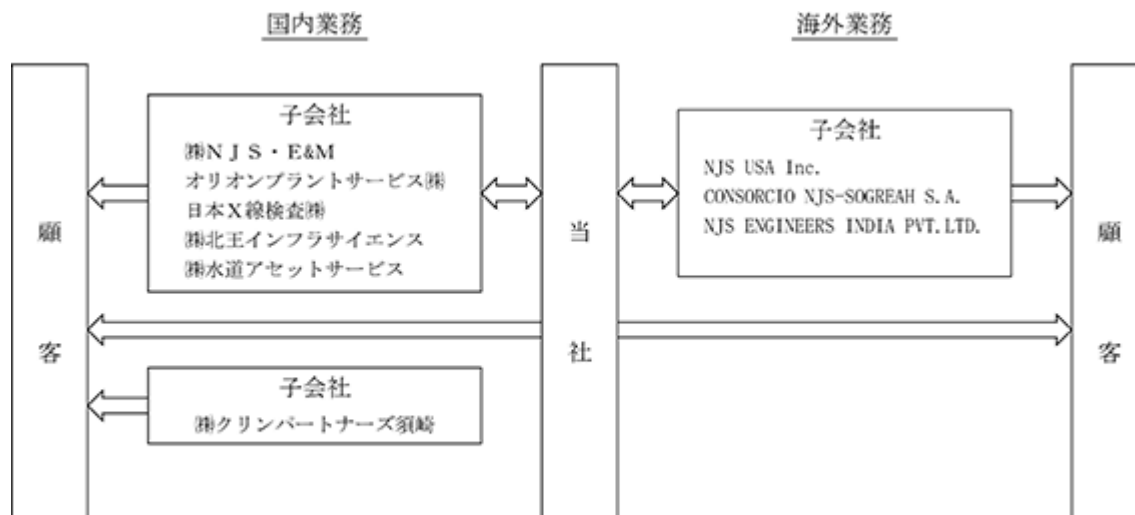 国内業務
海外業務
顧客
子会社
㈱ＮＪＳ・E&M
オリオンプラントサービス㈱
日本Ｘ線検査㈱
㈱北王インフラサイエンス
㈱水道アセットサービス
子会社
㈱クリンパートナーズ須崎
当社
子会社
NJS USA Inc.
CONSORCIO NJS-SOGREAH S.A.
NJS ENGINEERS INDIA PVT.LTD.
顧客